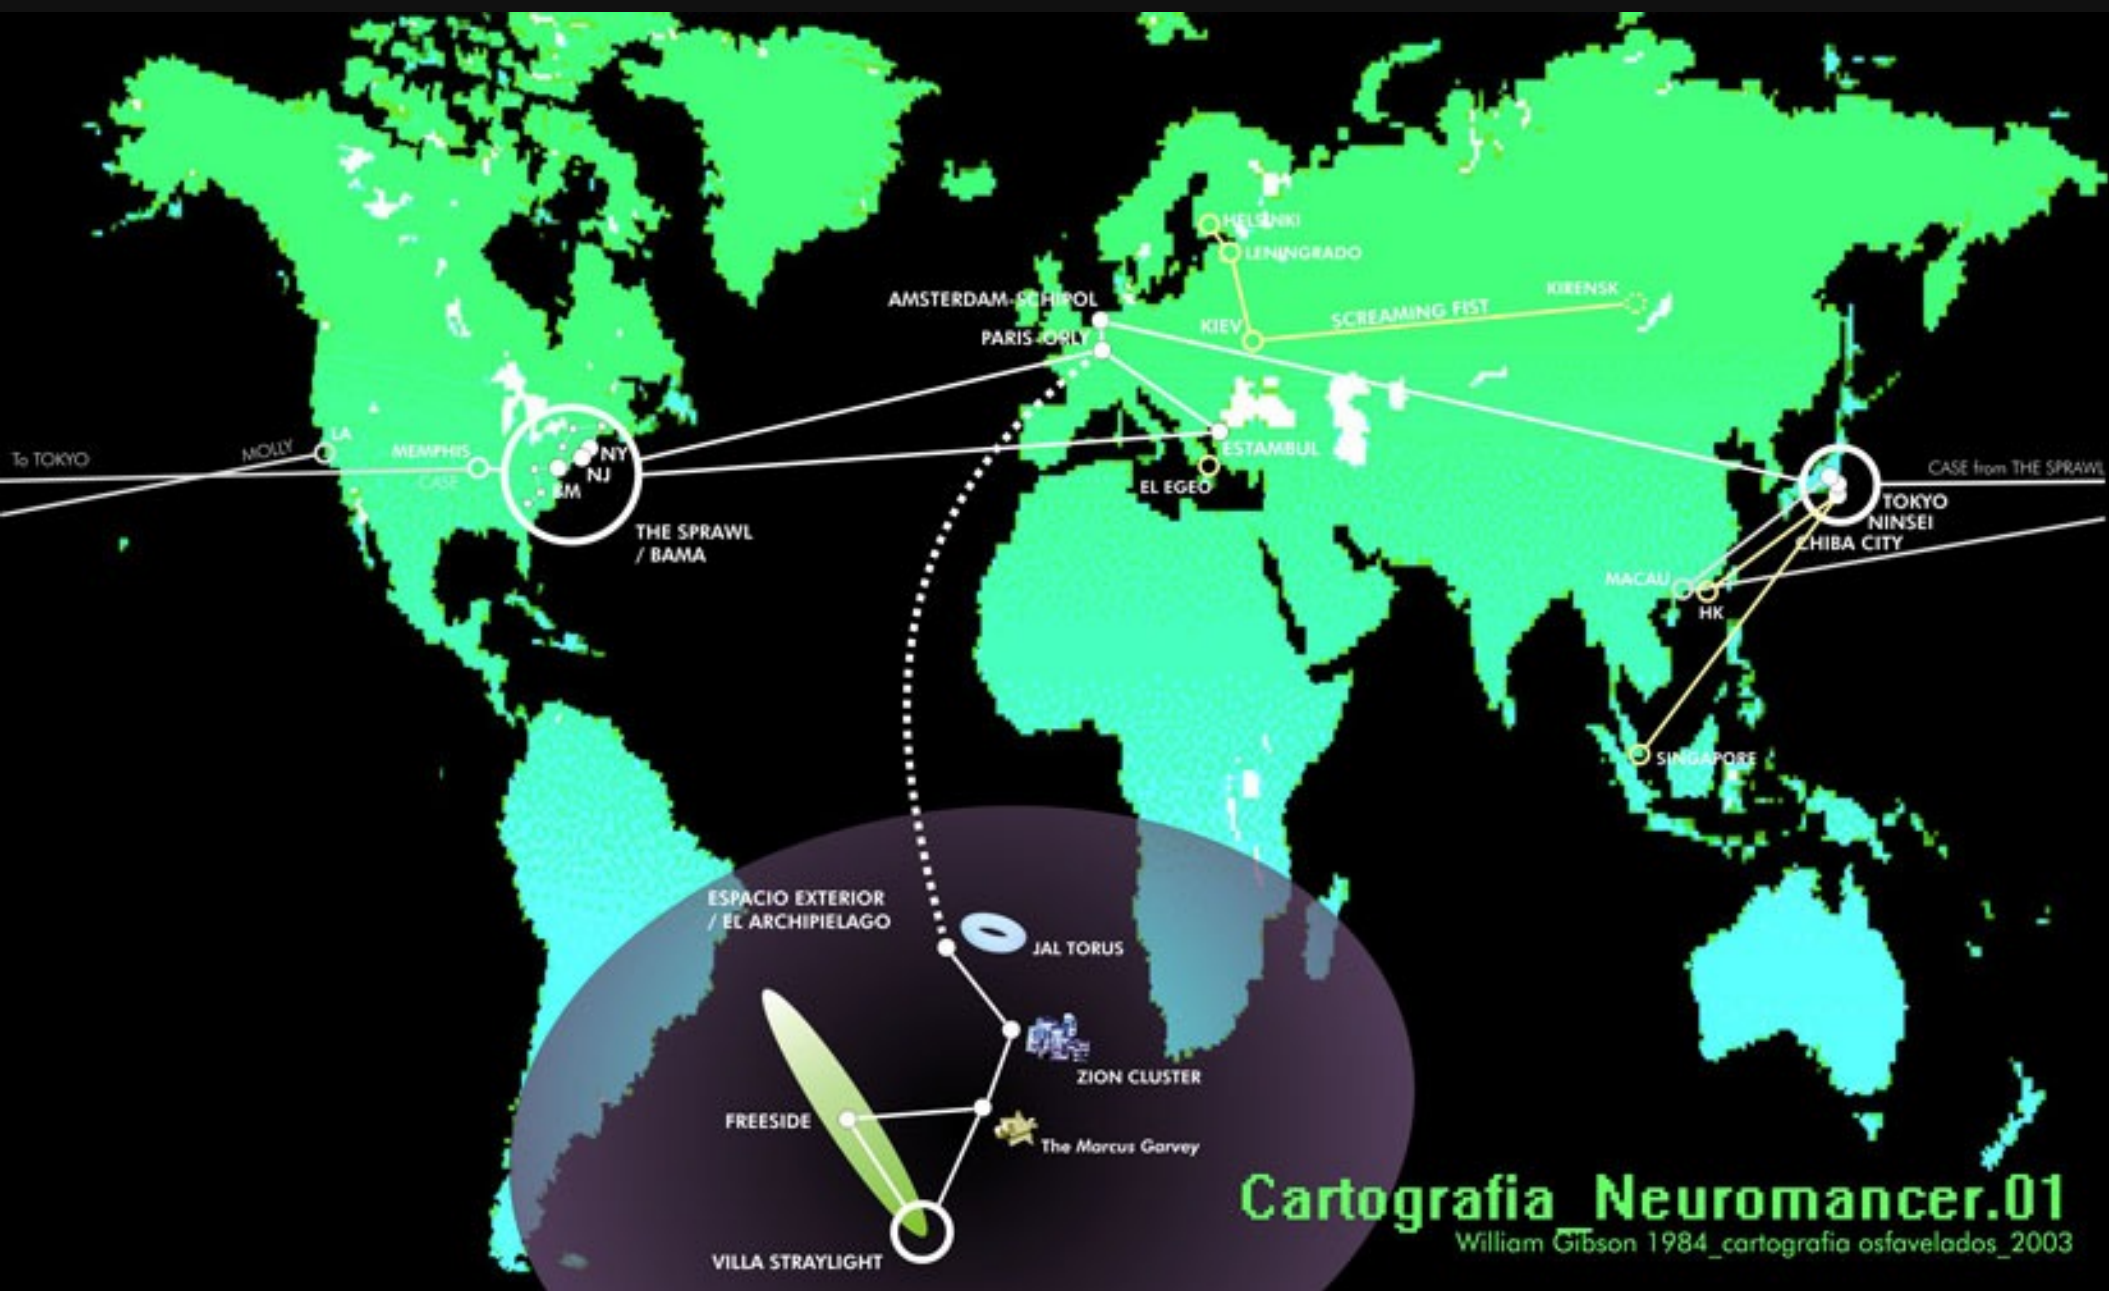 HELSINKI
LENINGRADO
AMSTERDAM-SCHIPOL
KIRENSK
SCREAMING FIST
KIEV
PARIS-ORLY
LA
MOLLY
To TOKYO
MEMPHIS
CASE
NY
NJ
BM
ESTAMBUL
EL EGEO
CASE from THE SPRAWL
TOKYO
NINSEI
CHIBA CITY
THE SPRAWL
/ BAMA
MACAU
HK
SINGAPORE
ESPACIO EXTERIOR
/ EL ARCHIPIELAGO
JAL TORUS
ZION CLUSTER
FREESIDE
The Marcus Garvey
VILLA STRAYLIGHT
Cartografia_Neuromancer.01
William Gibson 1984_cartografia osfavelados_2003